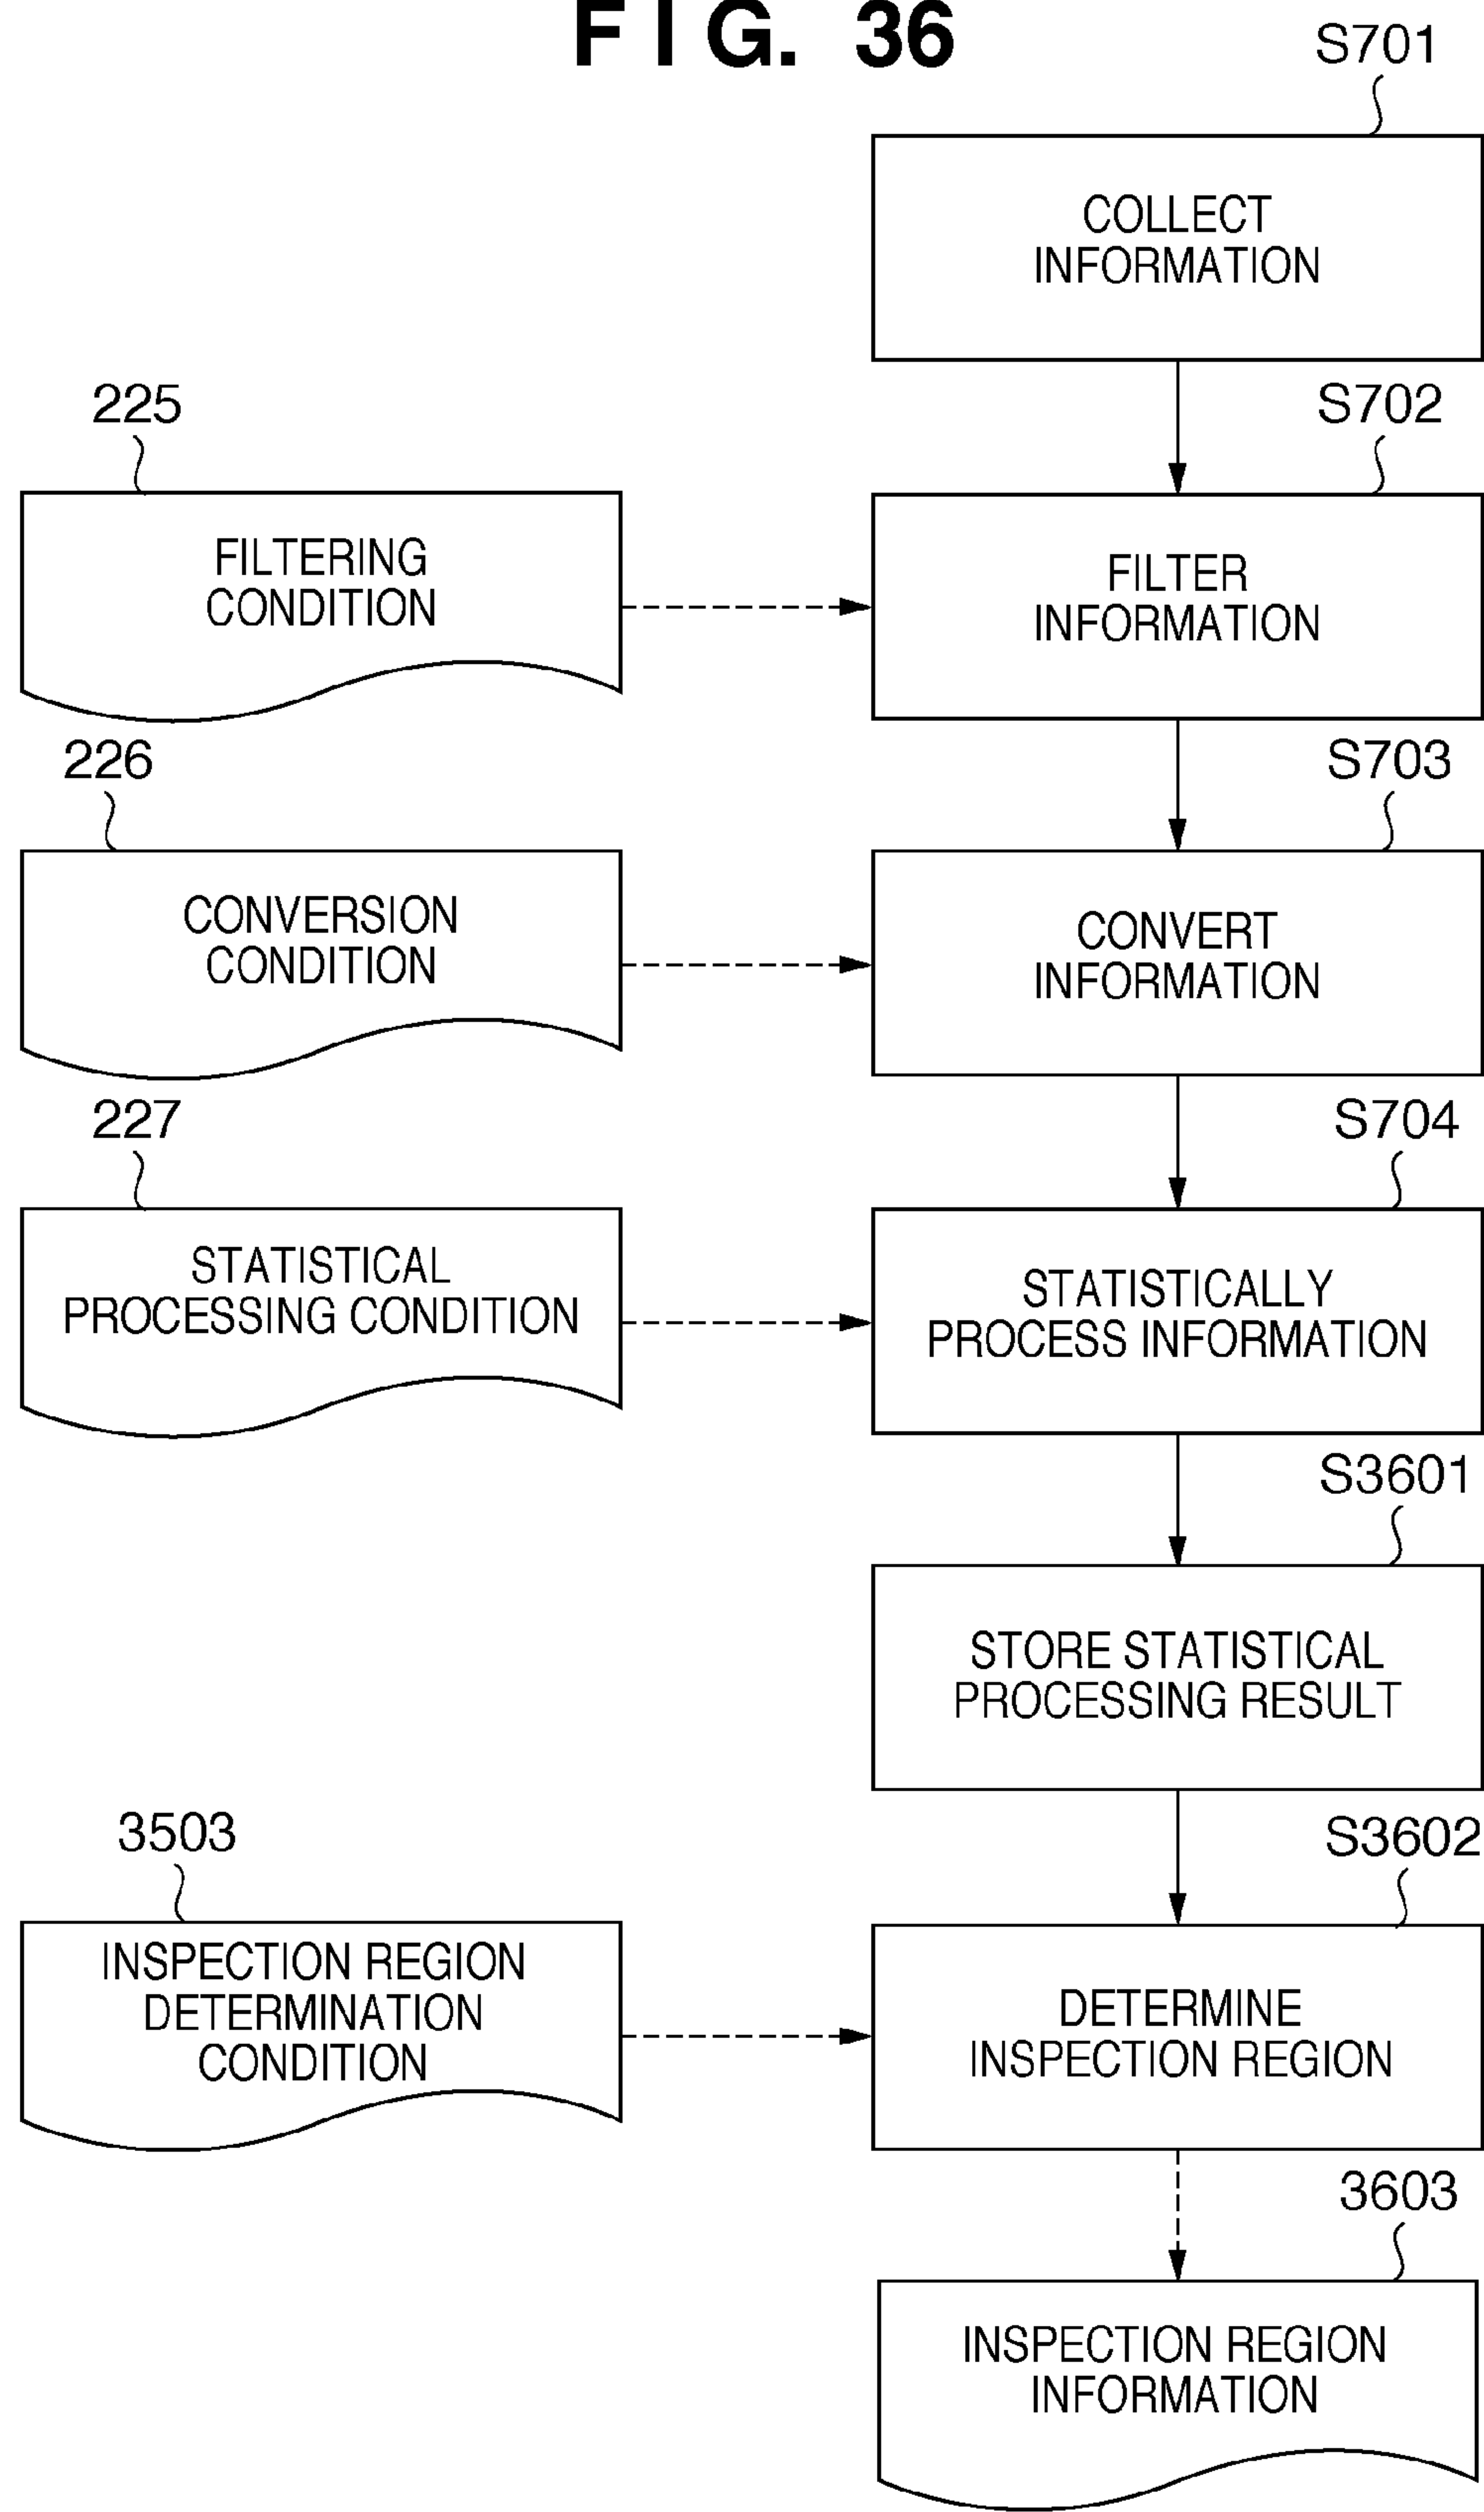 FIG. 36
S701
COLLECT
INFORMATION
225
S702
FILTERING
CONDITION
FILTER
INFORMATION
226
S703
CONVERSION
CONDITION
CONVERT
INFORMATION
227
S704
STATISTICAL
PROCESSING CONDITION
STATISTICALLY
PROCESS INFORMATION
S3601
STORE STATISTICAL
PROCESSING RESULT
3503
S3602
INSPECTION REGION
DETERMINATION
CONDITION
DETERMINE
INSPECTION REGION
3603
INSPECTION REGION
INFORMATION